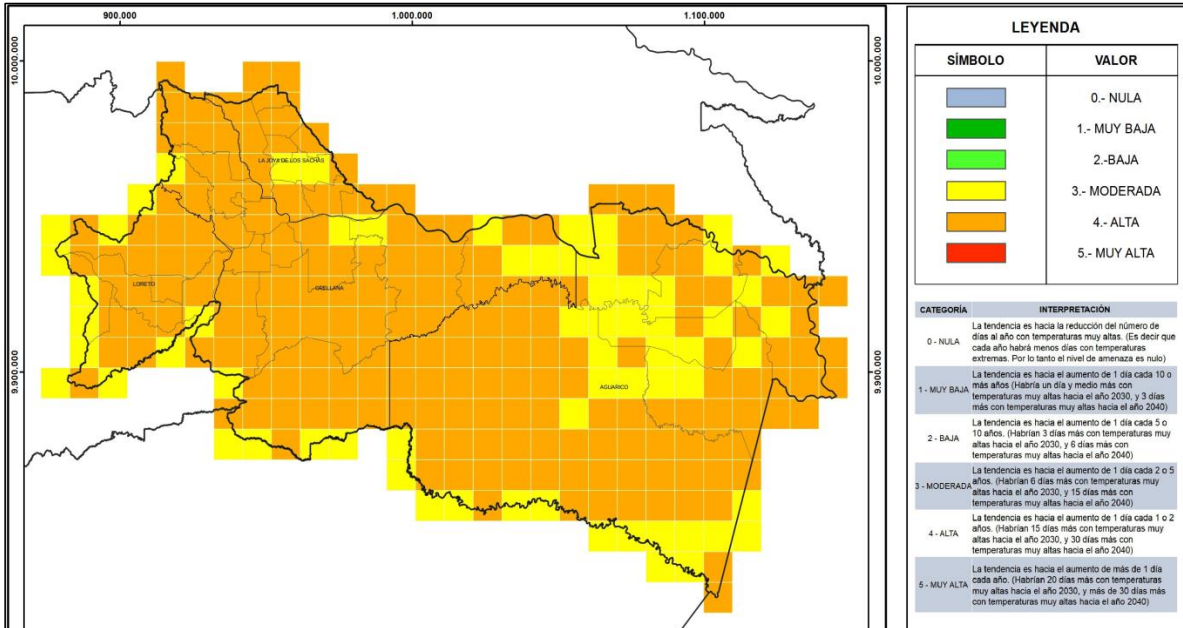 900.000 1.000.000 1.100.000
10.000.000 10.000.000
LA JOYA DE LOS SACHAS
LORETO
ORELLANA
AGUARICO
9.900.000 9.900.000
LEYENDA
SÍMBOLO VALOR
0.- NULA
1.- MUY BAJA
2.-BAJA
3.- MODERADA
4.- ALTA
5.- MUY ALTA
CATEGORÍA INTERPRETACIÓN
0 - NULA
La tendencia es hacia la reducción del número de
días al año con temperaturas muy altas. (Es decir que
cada año habrá menos días con temperaturas
extremas. Por lo tanto el nivel de amenaza es nulo)
1 - MUY BAJA
La tendencia es hacia el aumento de 1 día cada 10 o
más años (Habría un día y medio más con
temperaturas muy altas hacia el año 2030, y 3 días
más con temperaturas muy altas hacia el año 2040)
2 - BAJA
La tendencia es hacia el aumento de 1 día cada 5 o
10 años. (Habrían 3 días más con temperaturas muy
altas hacia el año 2030, y 6 días más con
temperaturas muy altas hacia el año 2040)
3 - MODERADA
La tendencia es hacia el aumento de 1 día cada 2 o 5
años. (Habrían 6 días más con temperaturas muy
altas hacia el año 2030, y 15 días más con
temperaturas muy altas hacia el año 2040)
4 - ALTA
La tendencia es hacia el aumento de 1 día cada 1 o 2
años. (Habrían 15 días más con temperaturas muy
altas hacia el año 2030, y 30 días más con
temperaturas muy altas hacia el año 2040)
5 - MUY ALTA
La tendencia es hacia el aumento de más de 1 día
cada año. (Habrían 20 días más con temperaturas
muy altas hacia el año 2030, y más de 30 días más
con temperaturas muy altas hacia el año 2040)